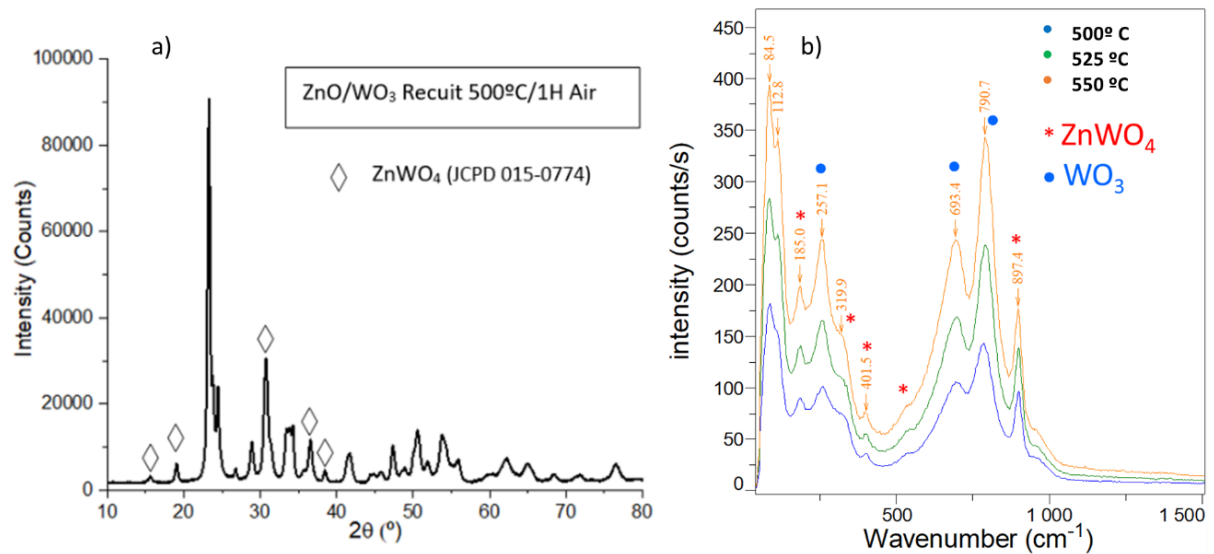 a)
ZnO/WO₃ Recuit 500ºC/1H Air
ZnWO₄ (JCPD 015-0774)
Intensity (Counts)
100000
80000
60000
40000
20000
0
10 20 30 40 50 60 70 80
2θ (º)
b)
500º C
525 ºC
550 ºC
* ZnWO₄
WO₃
intensity (counts/s)
450
400
350
300
250
200
150
100
50
0
84.5
112.8
185.0 *
257.1
319.9
*
401.5
*
*
693.4
790.7
897.4
*
500 1 000 1 500
Wavenumber (cm⁻¹)